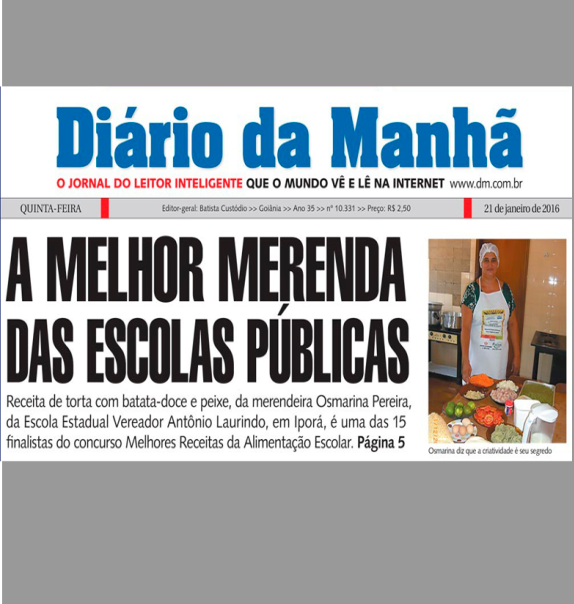 Diário da Manhã
O JORNAL DO LEITOR INTELIGENTE QUE O MUNDO VÊ E LÊ NA INTERNET www.dm.com.br
QUINTA-FEIRA Editor-geral: Batista Custódio >> Goiânia >> Ano 35 >> nº 10.331 >> Preço: R$ 2,50 21 de janeiro de 2016
A MELHOR MERENDA
DAS ESCOLAS PÚBLICAS
Receita de torta com batata-doce e peixe, da merendeira Osmarina Pereira,
da Escola Estadual Vereador Antônio Laurindo, em Iporá, é uma das 15
finalistas do concurso Melhores Receitas da Alimentação Escolar. Página 5
Osmarina diz que a criatividade é seu segredo